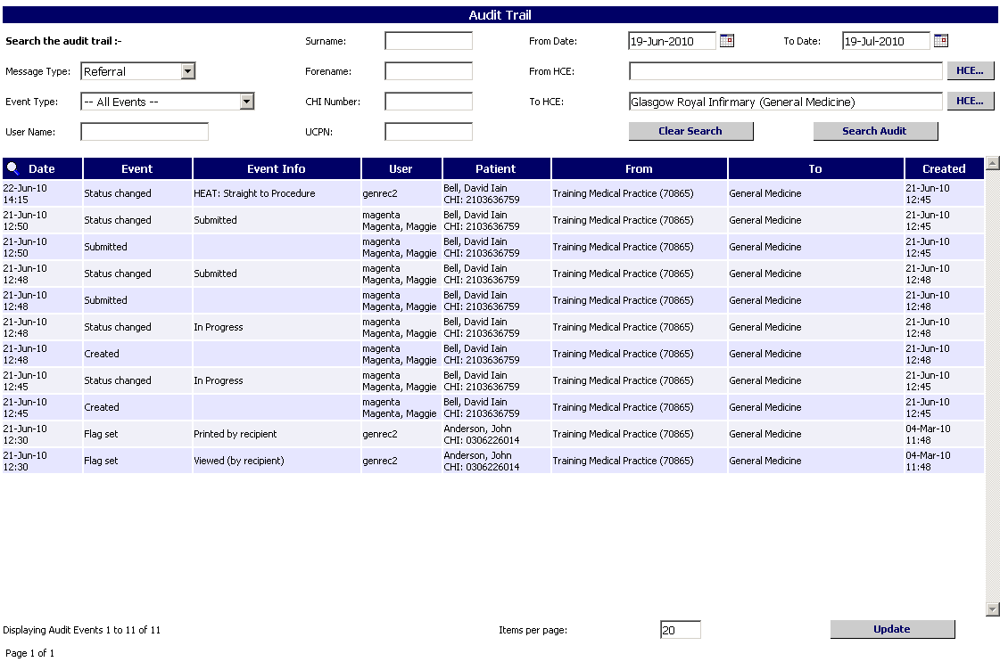 Audit Trail
Search the audit trail :- Surname: From Date: 19-Jun-2010 To Date: 19-Jul-2010
Message Type: Referral Forename: From HCE: HCE...
Event Type: -- All Events -- CHI Number: To HCE: Glasgow Royal Infirmary (General Medicine) HCE...
User Name: UCPN: Clear Search Search Audit
Date Event Event Info User Patient From To Created
22-Jun-10 Bell, David Iain 21-Jun-10
Status changed HEAT: Straight to Procedure genrec2 Training Medical Practice (70865) General Medicine
14:15 CHI: 2103636759 12:45
21-Jun-10 magenta Bell, David Iain 21-Jun-10
Status changed Submitted Training Medical Practice (70865) General Medicine
12:50 Magenta, Maggie CHI: 2103636759 12:45
21-Jun-10 magenta Bell, David Iain 21-Jun-10
Submitted Training Medical Practice (70865) General Medicine
12:50 Magenta, Maggie CHI: 2103636759 12:45
21-Jun-10 magenta Bell, David Iain 21-Jun-10
Status changed Submitted Training Medical Practice (70865) General Medicine
12:48 Magenta, Maggie CHI: 2103636759 12:48
21-Jun-10 magenta Bell, David Iain 21-Jun-10
Submitted Training Medical Practice (70865) General Medicine
12:48 Magenta, Maggie CHI: 2103636759 12:48
21-Jun-10 magenta Bell, David Iain 21-Jun-10
Status changed In Progress Training Medical Practice (70865) General Medicine
12:48 Magenta, Maggie CHI: 2103636759 12:48
21-Jun-10 magenta Bell, David Iain 21-Jun-10
Created Training Medical Practice (70865) General Medicine
12:48 Magenta, Maggie CHI: 2103636759 12:48
21-Jun-10 magenta Bell, David Iain 21-Jun-10
Status changed In Progress Training Medical Practice (70865) General Medicine
12:45 Magenta, Maggie CHI: 2103636759 12:45
21-Jun-10 magenta Bell, David Iain 21-Jun-10
Created Training Medical Practice (70865) General Medicine
12:45 Magenta, Maggie CHI: 2103636759 12:45
21-Jun-10 Anderson, John 04-Mar-10
Flag set Printed by recipient genrec2 Training Medical Practice (70865) General Medicine
12:30 CHI: 0306226014 11:48
21-Jun-10 Anderson, John 04-Mar-10
Flag set Viewed (by recipient) genrec2 Training Medical Practice (70865) General Medicine
12:30 CHI: 0306226014 11:48
Displaying Audit Events 1 to 11 of 11 Items per page: 20 Update
Page 1 of 1